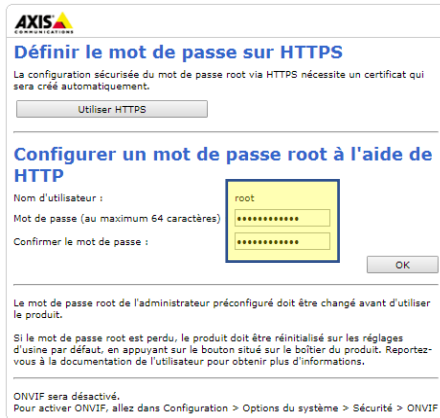 AXIS
COMMUNICATIONS
Définir le mot de passe sur HTTPS
La configuration sécurisée du mot de passe root via HTTPS nécessite un certificat qui
sera créé automatiquement.
Utiliser HTTPS
Configurer un mot de passe root à l'aide de
HTTP
Nom d'utilisateur : root
Mot de passe (au maximum 64 caractères) ••••••••••••
Confirmer le mot de passe : ••••••••••••
OK
Le mot de passe root de l'administrateur préconfiguré doit être changé avant d'utiliser
le produit.
Si le mot de passe root est perdu, le produit doit être réinitialisé sur les réglages
d'usine par défaut, en appuyant sur le bouton situé sur le boîtier du produit. Reportez-
vous à la documentation de l'utilisateur pour obtenir plus d'informations.
ONVIF sera désactivé.
Pour activer ONVIF, allez dans Configuration > Options du système > Sécurité > ONVIF